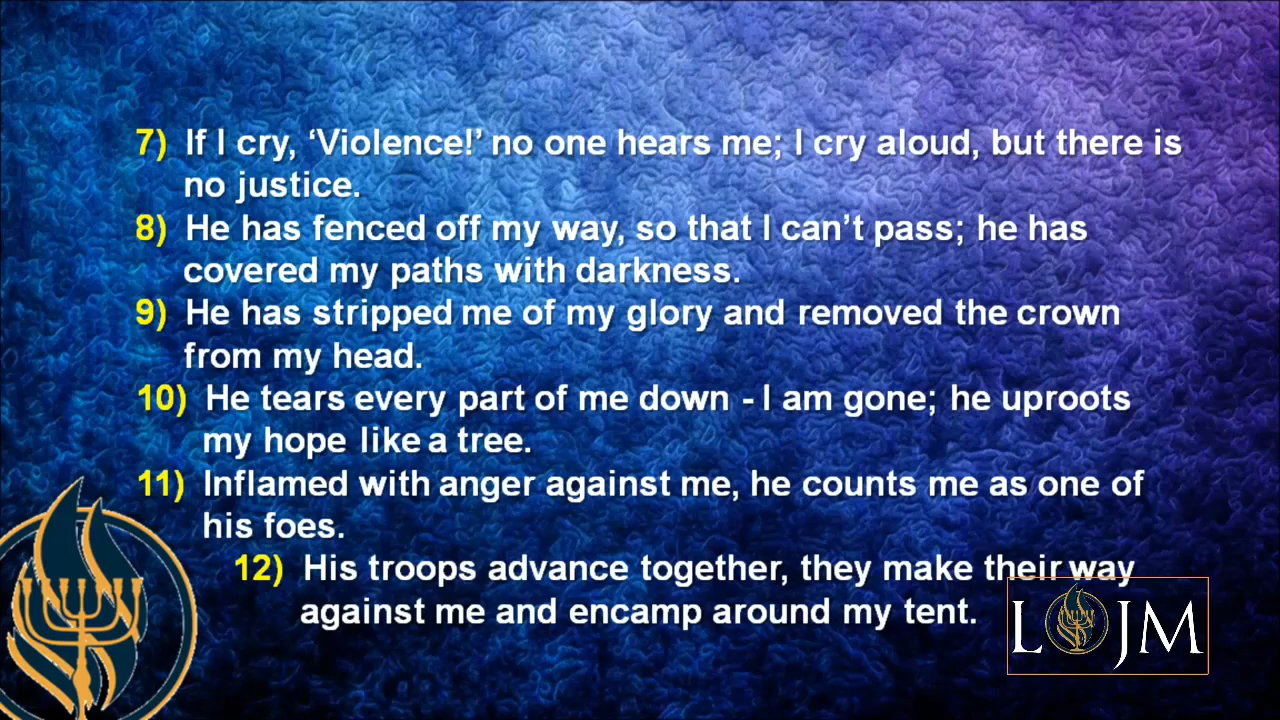 7) If I cry, ‘Violence!’ no one hears me; I cry aloud, but there is
no justice.
8) He has fenced off my way, so that I can’t pass; he has
covered my paths with darkness.
9) He has stripped me of my glory and removed the crown
from my head.
10) He tears every part of me down - I am gone; he uproots
my hope like a tree.
11) Inflamed with anger against me, he counts me as one of
his foes.
12) His troops advance together, they make their way
against me and encamp around my tent.
LOJM